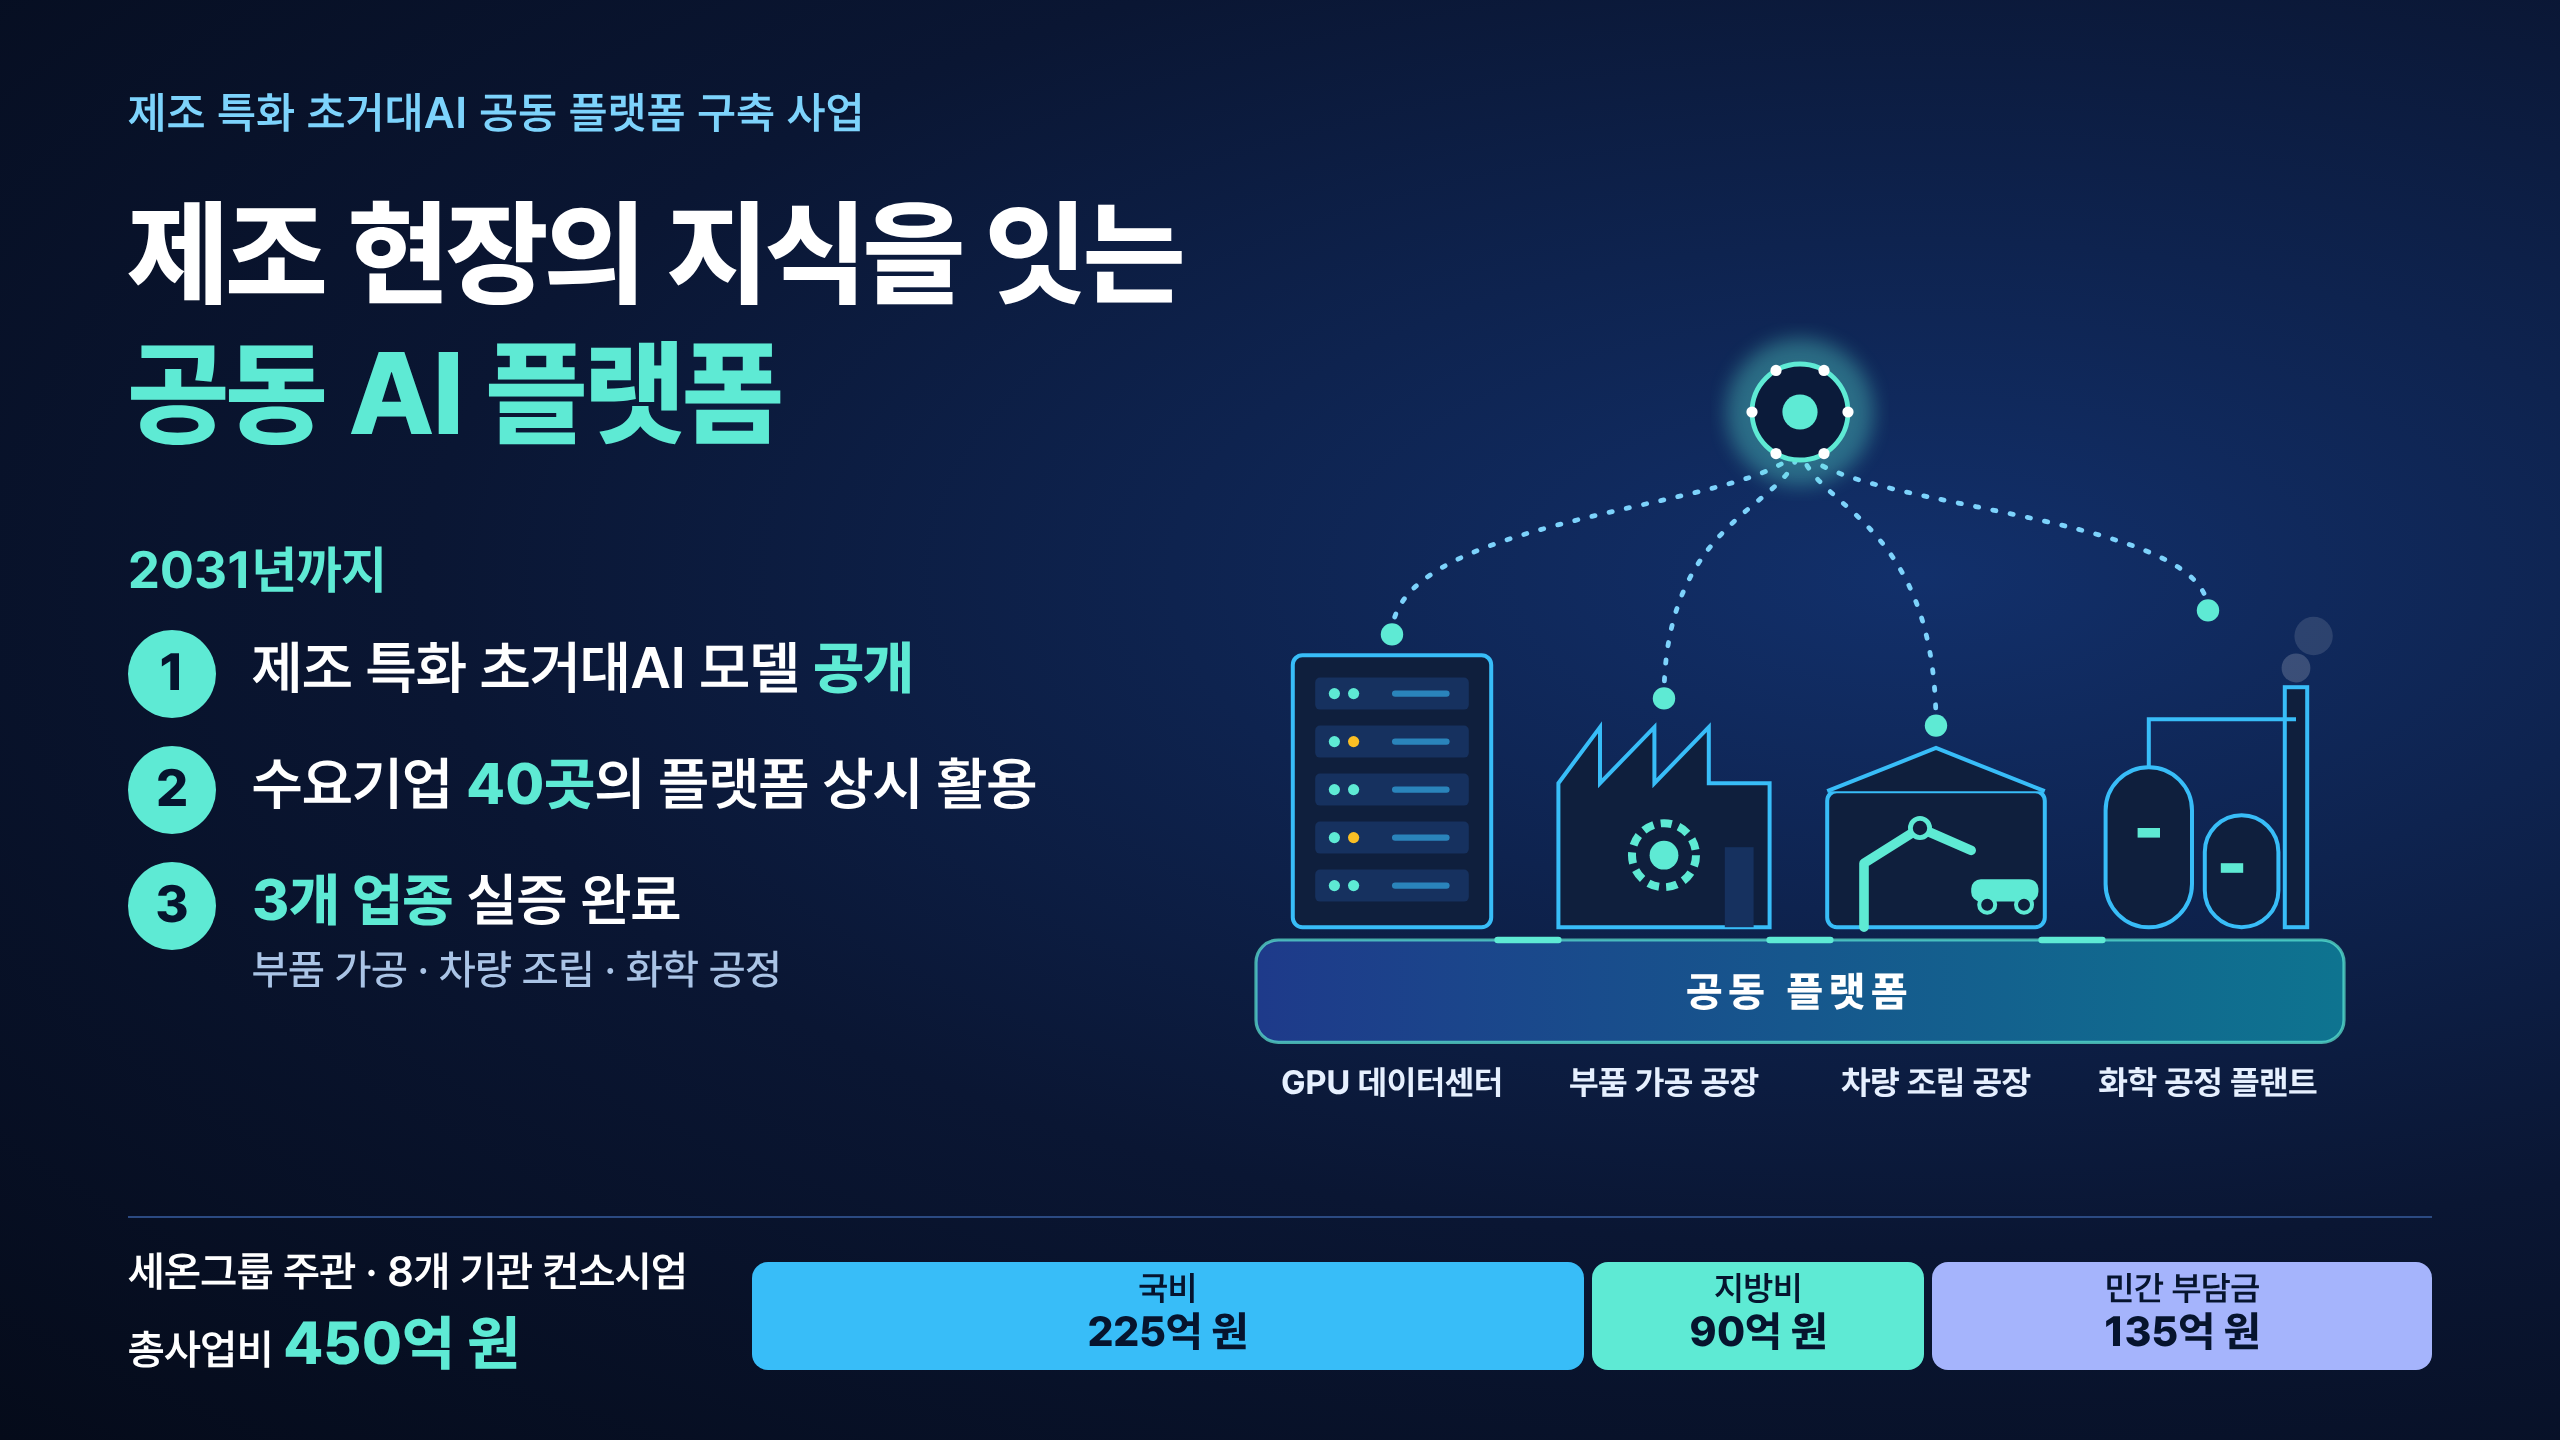 제조 특화 초거대AI 공동 플랫폼 구축 사업
제조 현장의 지식을 잇는
공동 AI 플랫폼
2031년까지
1 제조 특화 초거대AI 모델 공개
2 수요기업 40곳의 플랫폼 상시 활용
3 3개 업종 실증 완료
부품 가공 · 차량 조립 · 화학 공정
공동 플랫폼
GPU 데이터센터
부품 가공 공장
차량 조립 공장
화학 공정 플랜트
세온그룹 주관 · 8개 기관 컨소시엄
총사업비 450억 원
국비
225억 원
지방비
90억 원
민간 부담금
135억 원